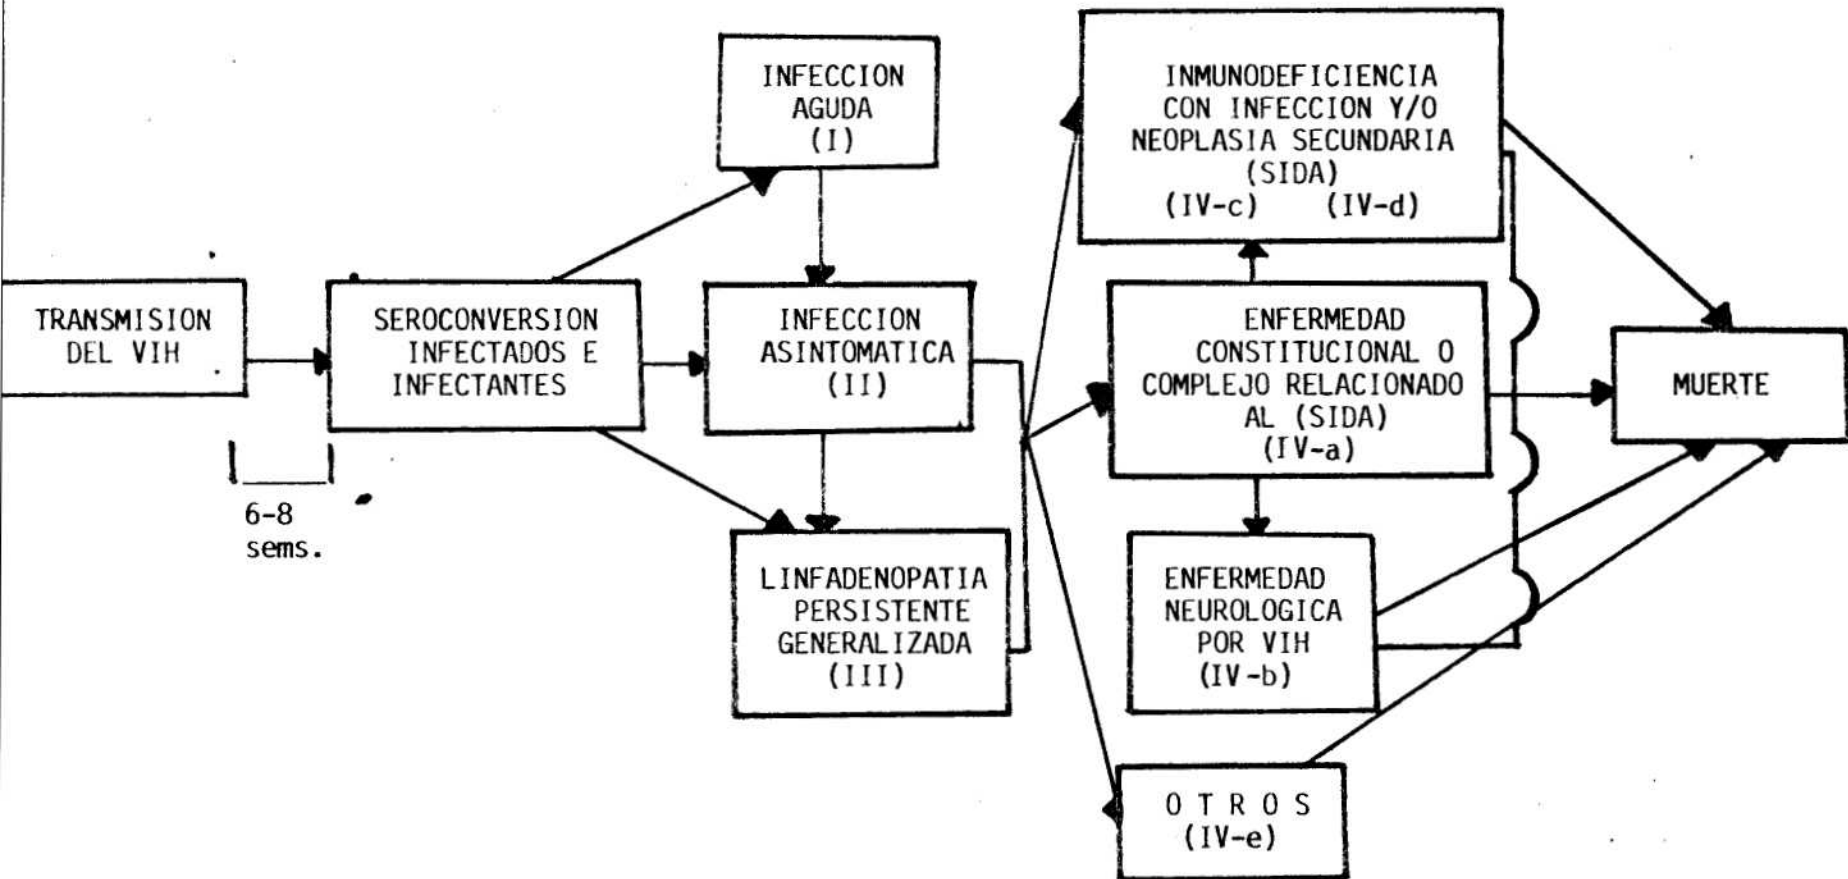 TRANSMISION
DEL VIH
6-8
sems.
SEROCONVERSION
INFECTADOS E
INFECTANTES
INFECCION
AGUDA
(I)
INFECCION
ASINTOMATICA
(II)
LINFADENOPATIA
PERSISTENTE
GENERALIZADA
(III)
INMUNODEFICIENCIA
CON INFECCION Y/O
NEOPLASIA SECUNDARIA
(SIDA)
(IV-c) (IV-d)
ENFERMEDAD
CONSTITUCIONAL O
COMPLEJO RELACIONADO
AL (SIDA)
(IV-a)
ENFERMEDAD
NEUROLOGICA
POR VIH
(IV-b)
O T R O S
(IV-e)
MUERTE